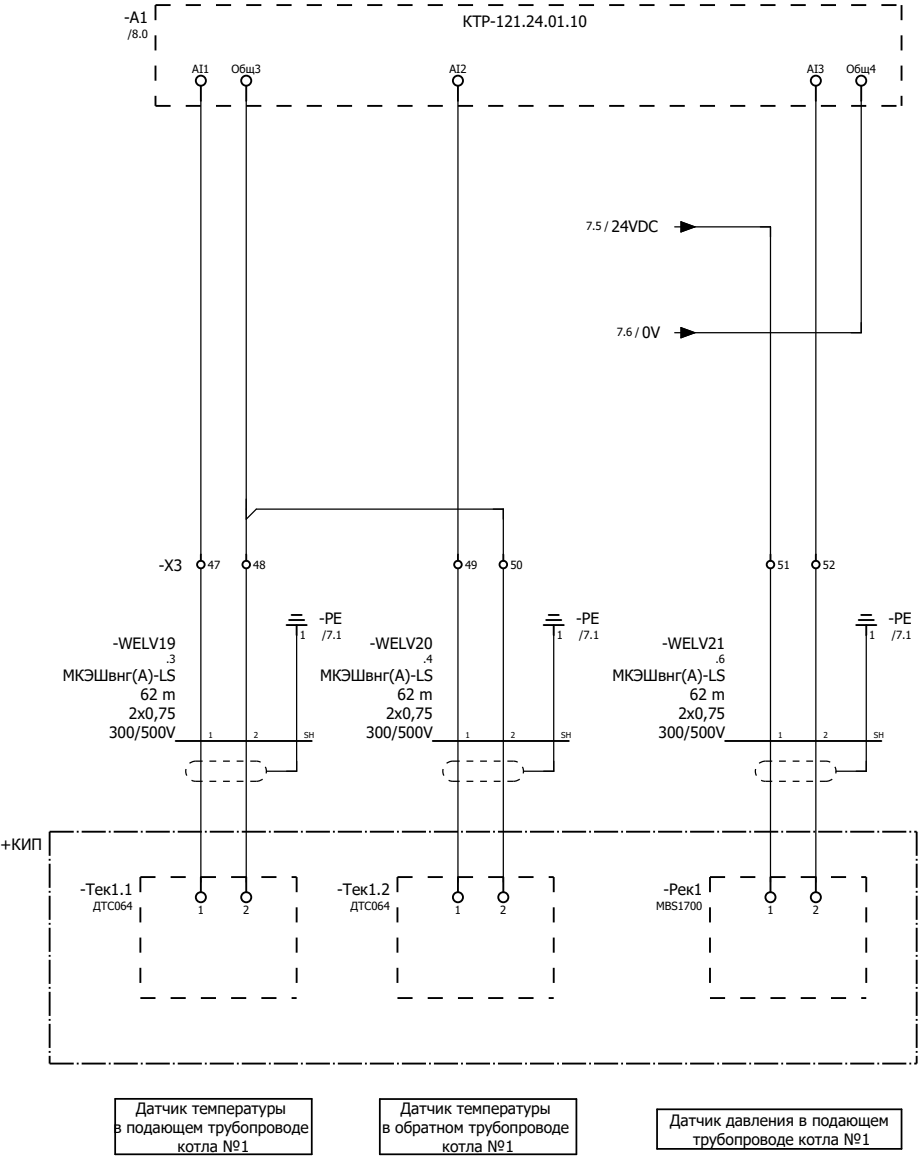 -A1
/8.0
КТР-121.24.01.10
AI1
Общ3
AI2
AI3
Общ4
7.5 / 24VDC
7.6 / 0V
-X3
47
48
49
50
51
52
-WELV19
.3
МКЭШвнг(А)-LS
62 m
2x0,75
300/500V
1
2
SH
-PE
/7.1
1
-WELV20
.4
МКЭШвнг(А)-LS
62 m
2x0,75
300/500V
1
2
SH
-PE
/7.1
1
-WELV21
.6
МКЭШвнг(А)-LS
62 m
2x0,75
300/500V
1
2
SH
-PE
/7.1
1
+КИП
-Тек1.1
ДТС064
1
2
-Тек1.2
ДТС064
1
2
-Рек1
MBS1700
1
2
Датчик температуры
в подающем трубопроводе
котла №1
Датчик температуры
в обратном трубопроводе
котла №1
Датчик давления в подающем
трубопроводе котла №1